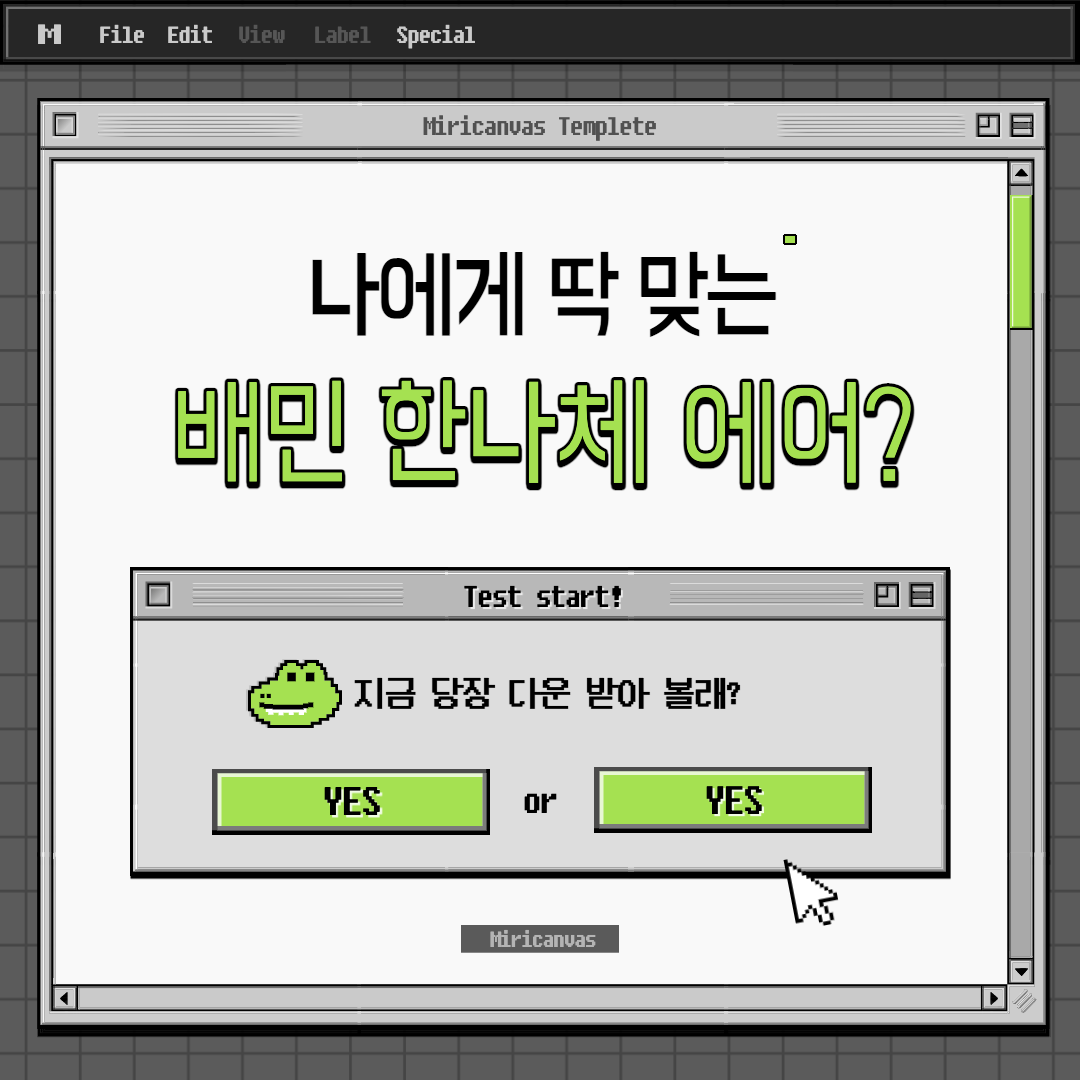 M File Edit View Label Special
Miricanvas Templete
나에게 딱 맞는
배민 한나체 에어?
Test start!
지금 당장 다운 받아 볼래?
YES or YES
Miricanvas